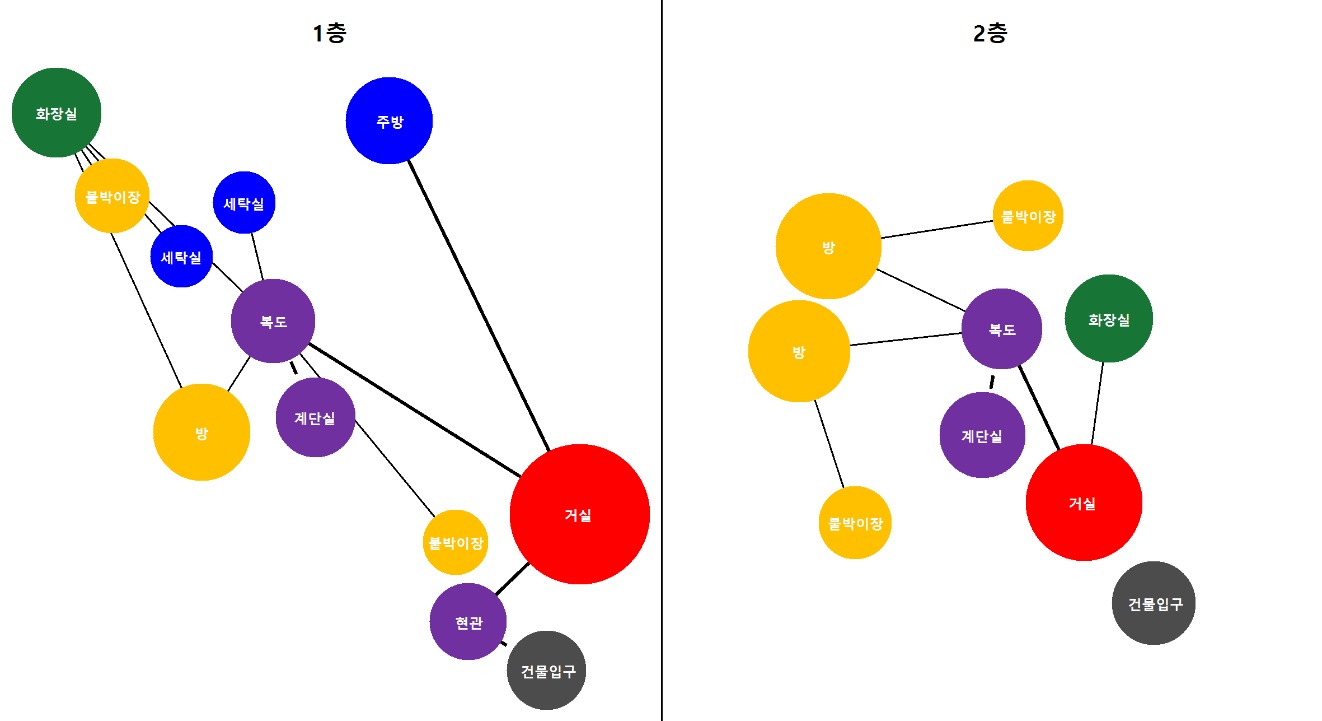 1층
화장실
주방
붙박이장
세탁실
세탁실
복도
계단실
방
거실
붙박이장
현관
건물입구
2층
붙박이장
방
화장실
복도
방
계단실
거실
붙박이장
건물입구